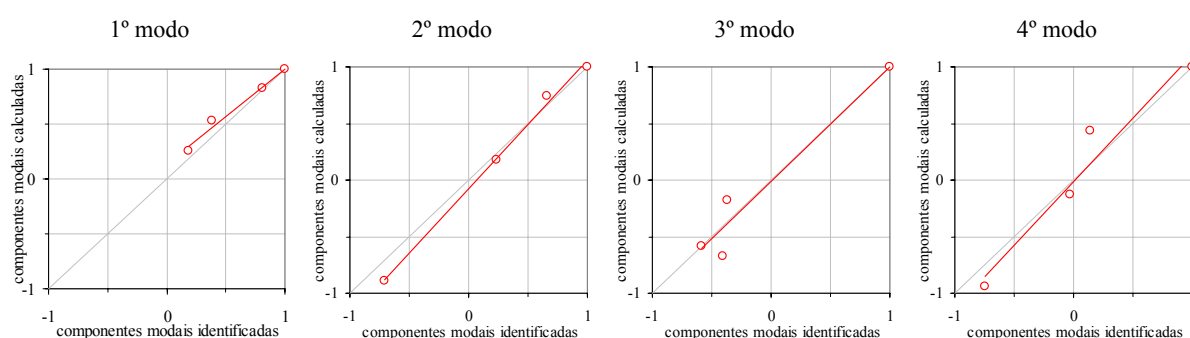 1º modo
componentes modais calculadas
1
0
-1
-1 0 1
componentes modais identificadas
2º modo
componentes modais calculadas
1
0
-1
-1 0 1
componentes modais identificadas
3º modo
componentes modais calculadas
1
0
-1
-1 0 1
componentes modais identificadas
4º modo
componentes modais calculadas
1
0
-1
-1 0 1
componentes modais identificadas